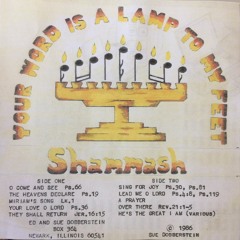 YOUR WORD IS A LAMP TO MY FEET
Shammash
SIDE ONE
O COME AND SEE Ps.66
THE HEAVENS DECLARE Ps.19
MIRIAM'S SONG Ex.1
YOUR LOVE O LORD Ps.36
THEY SHALL RETURN JER.16:15
ED AND SUE DOBBERSTEIN
BOX 364
NEWARK, ILLINOIS 60541
SIDE TWO
SING FOR JOY Ps.30, Ps.81
LEAD ME O LORD Ps.4&8, Ps.119
A PRAYER
OVER THERE REV.21:1-5
HE'S THE GREAT I AM (VARIOUS)
© 1986
SUE DOBBERSTEIN